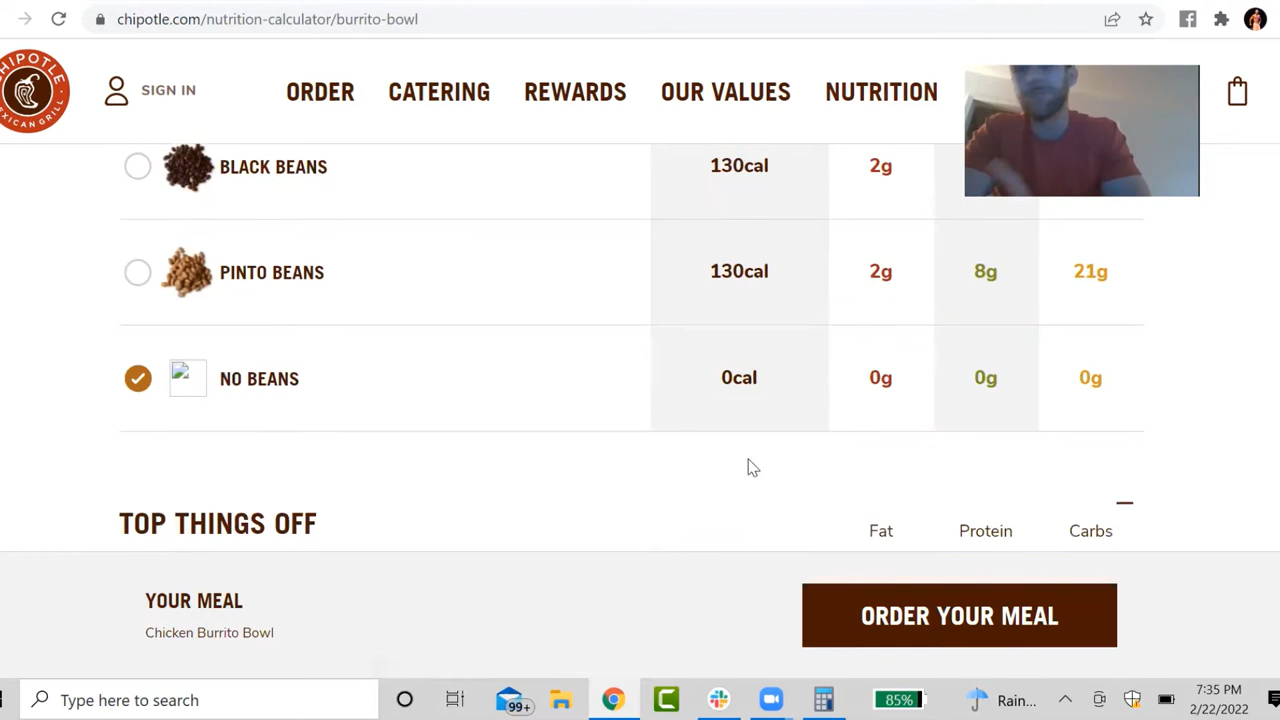 chipotle.com/nutrition-calculator/burrito-bowl
CHIPOTLE
MEXICAN GRILL
SIGN IN
ORDER
CATERING
REWARDS
OUR VALUES
NUTRITION
BLACK BEANS 130cal 2g
PINTO BEANS 130cal 2g 8g 21g
NO BEANS 0cal 0g 0g 0g
TOP THINGS OFF
Fat Protein Carbs
YOUR MEAL
Chicken Burrito Bowl
ORDER YOUR MEAL
Type here to search
99+
85%
Rain...
7:35 PM
2/22/2022